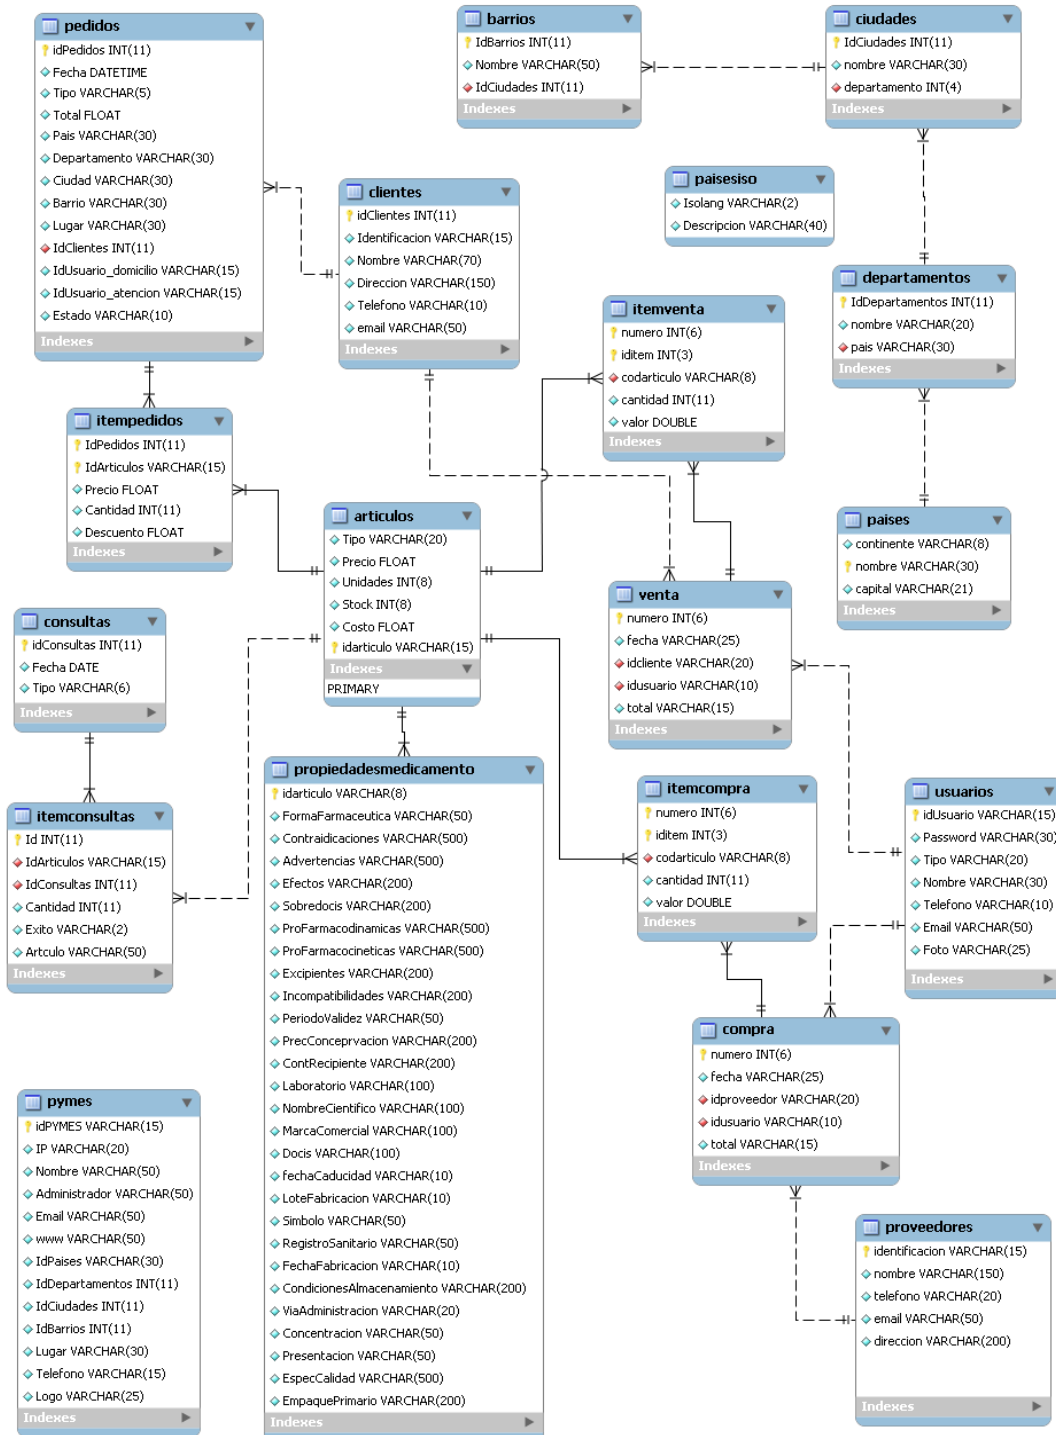 pedidos
idPedidos INT(11)
Fecha DATETIME
Tipo VARCHAR(5)
Total FLOAT
Pais VARCHAR(30)
Departamento VARCHAR(30)
Ciudad VARCHAR(30)
Barrio VARCHAR(30)
Lugar VARCHAR(30)
IdClientes INT(11)
IdUsuario_domicilio VARCHAR(15)
IdUsuario_atencion VARCHAR(15)
Estado VARCHAR(10)
Indexes
barrios
IdBarrios INT(11)
Nombre VARCHAR(50)
IdCiudades INT(11)
Indexes
ciudades
IdCiudades INT(11)
nombre VARCHAR(30)
departamento INT(4)
Indexes
clientes
idClientes INT(11)
Identificacion VARCHAR(15)
Nombre VARCHAR(70)
Direccion VARCHAR(150)
Telefono VARCHAR(10)
email VARCHAR(50)
Indexes
paisesiso
Isolang VARCHAR(2)
Descripcion VARCHAR(40)
departamentos
IdDepartamentos INT(11)
nombre VARCHAR(20)
pais VARCHAR(30)
Indexes
itemventa
numero INT(6)
iditem INT(3)
codarticulo VARCHAR(8)
cantidad INT(11)
valor DOUBLE
Indexes
itempedidos
IdPedidos INT(11)
IdArticulos VARCHAR(15)
Precio FLOAT
Cantidad INT(11)
Descuento FLOAT
Indexes
articulos
Tipo VARCHAR(20)
Precio FLOAT
Unidades INT(8)
Stock INT(8)
Costo FLOAT
idarticulo VARCHAR(15)
Indexes
PRIMARY
paises
continente VARCHAR(8)
nombre VARCHAR(30)
capital VARCHAR(21)
Indexes
venta
numero INT(6)
fecha VARCHAR(25)
idcliente VARCHAR(20)
idusuario VARCHAR(10)
total VARCHAR(15)
Indexes
consultas
idConsultas INT(11)
Fecha DATE
Tipo VARCHAR(6)
Indexes
itemconsultas
Id INT(11)
IdArticulos VARCHAR(15)
IdConsultas INT(11)
Cantidad INT(11)
Exito VARCHAR(2)
Artculo VARCHAR(50)
Indexes
propiedadesmedicamento
idarticulo VARCHAR(8)
FormaFarmaceutica VARCHAR(50)
Contraidicaciones VARCHAR(500)
Advertencias VARCHAR(500)
Efectos VARCHAR(200)
Sobredocis VARCHAR(200)
ProFarmacodinamicas VARCHAR(500)
ProFarmacocineticas VARCHAR(500)
Excipientes VARCHAR(200)
Incompatibilidades VARCHAR(200)
PeriodoValidez VARCHAR(50)
PrecConceprvacion VARCHAR(200)
ContRecipiente VARCHAR(200)
Laboratorio VARCHAR(100)
NombreCientifico VARCHAR(100)
MarcaComercial VARCHAR(100)
Docis VARCHAR(100)
fechaCaducidad VARCHAR(10)
LoteFabricacion VARCHAR(10)
Simbolo VARCHAR(50)
RegistroSanitario VARCHAR(50)
FechaFabricacion VARCHAR(10)
CondicionesAlmacenamiento VARCHAR(200)
ViaAdministracion VARCHAR(20)
Concentracion VARCHAR(50)
Presentacion VARCHAR(50)
EspecCalidad VARCHAR(500)
EmpaquePrimario VARCHAR(200)
Indexes
itemcompra
numero INT(6)
iditem INT(3)
codarticulo VARCHAR(8)
cantidad INT(11)
valor DOUBLE
Indexes
usuarios
idUsuario VARCHAR(15)
Password VARCHAR(30)
Tipo VARCHAR(20)
Nombre VARCHAR(30)
Telefono VARCHAR(10)
Email VARCHAR(50)
Foto VARCHAR(25)
Indexes
compra
numero INT(6)
fecha VARCHAR(25)
idproveedor VARCHAR(20)
idusuario VARCHAR(10)
total VARCHAR(15)
Indexes
pymes
idPYMES VARCHAR(15)
IP VARCHAR(20)
Nombre VARCHAR(50)
Administrador VARCHAR(50)
Email VARCHAR(50)
www VARCHAR(50)
IdPaises VARCHAR(30)
IdDepartamentos INT(11)
IdCiudades INT(11)
IdBarrios INT(11)
Lugar VARCHAR(30)
Telefono VARCHAR(15)
Logo VARCHAR(25)
Indexes
proveedores
identificacion VARCHAR(15)
nombre VARCHAR(150)
telefono VARCHAR(20)
email VARCHAR(50)
direccion VARCHAR(200)
Indexes